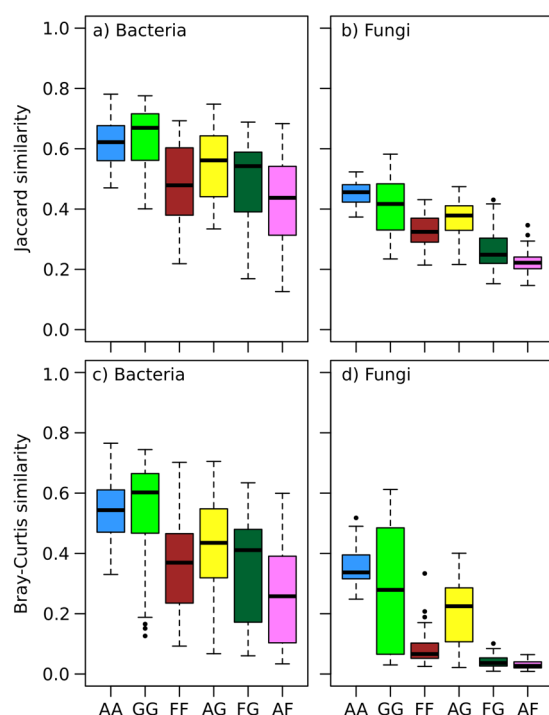 a) Bacteria
b) Fungi
Jaccard similarity
1.0
0.8
0.6
0.4
0.2
0.0
c) Bacteria
d) Fungi
Bray-Curtis similarity
1.0
0.8
0.6
0.4
0.2
0.0
AA GG FF AG FG AF
AA GG FF AG FG AF